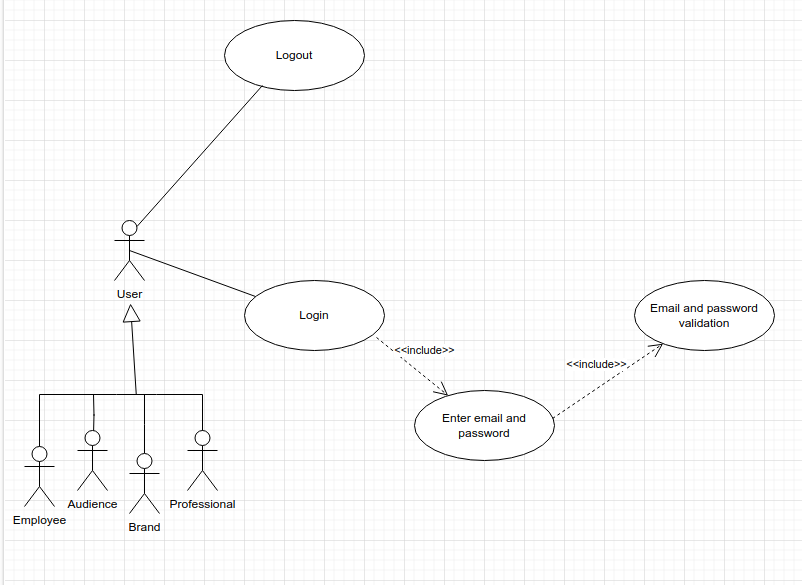 Logout
User
Login
Email and password
validation
<<include>>
<<include>>
Enter email and
password
Employee
Audience
Brand
Professional